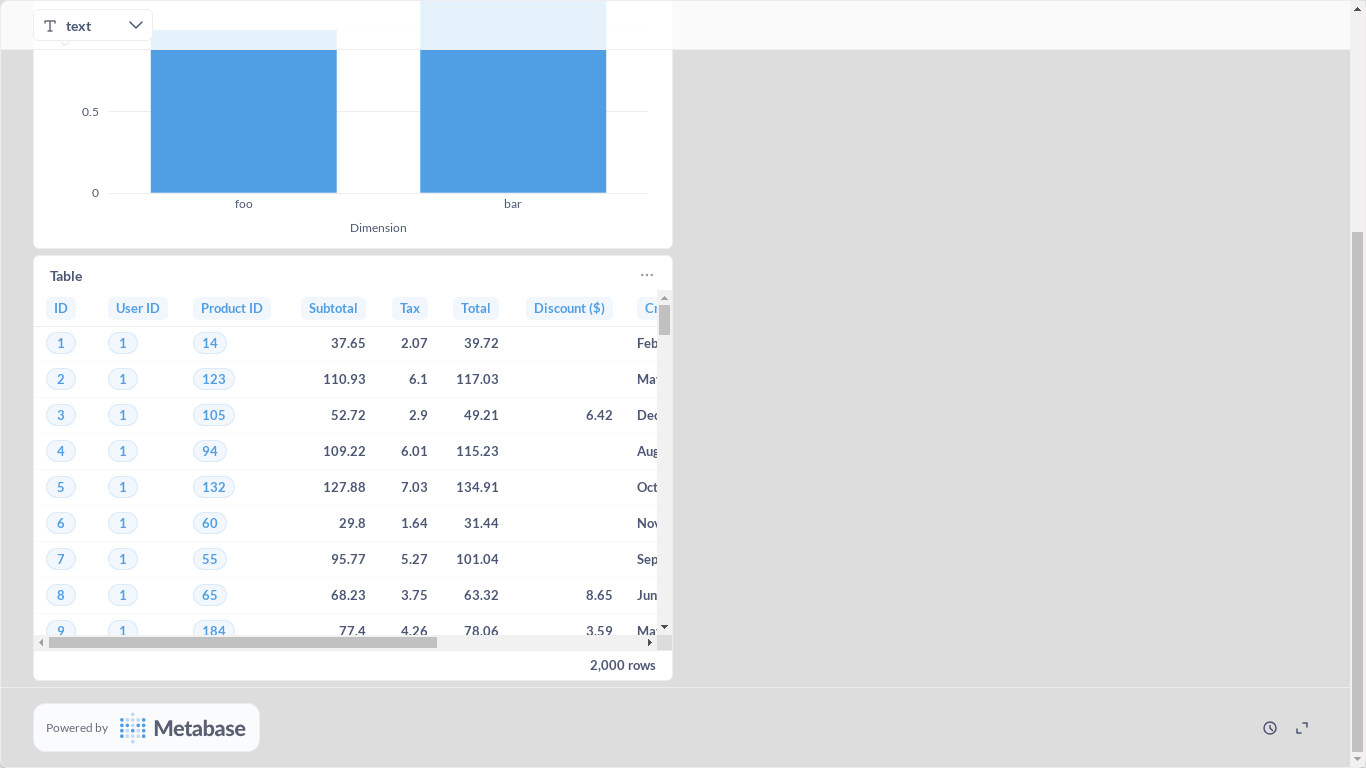 text
0.5
0
foo bar
Dimension
Table
ID User ID Product ID Subtotal Tax Total Discount ($) Cr
1 1 14 37.65 2.07 39.72 Feb
2 1 123 110.93 6.1 117.03 Ma
3 1 105 52.72 2.9 49.21 6.42 Dec
4 1 94 109.22 6.01 115.23 Aug
5 1 132 127.88 7.03 134.91 Oct
6 1 60 29.8 1.64 31.44 Nov
7 1 55 95.77 5.27 101.04 Sep
8 1 65 68.23 3.75 63.32 8.65 Jun
9 1 184 77.4 4.26 78.06 3.59 Ma
2,000 rows
Powered by Metabase